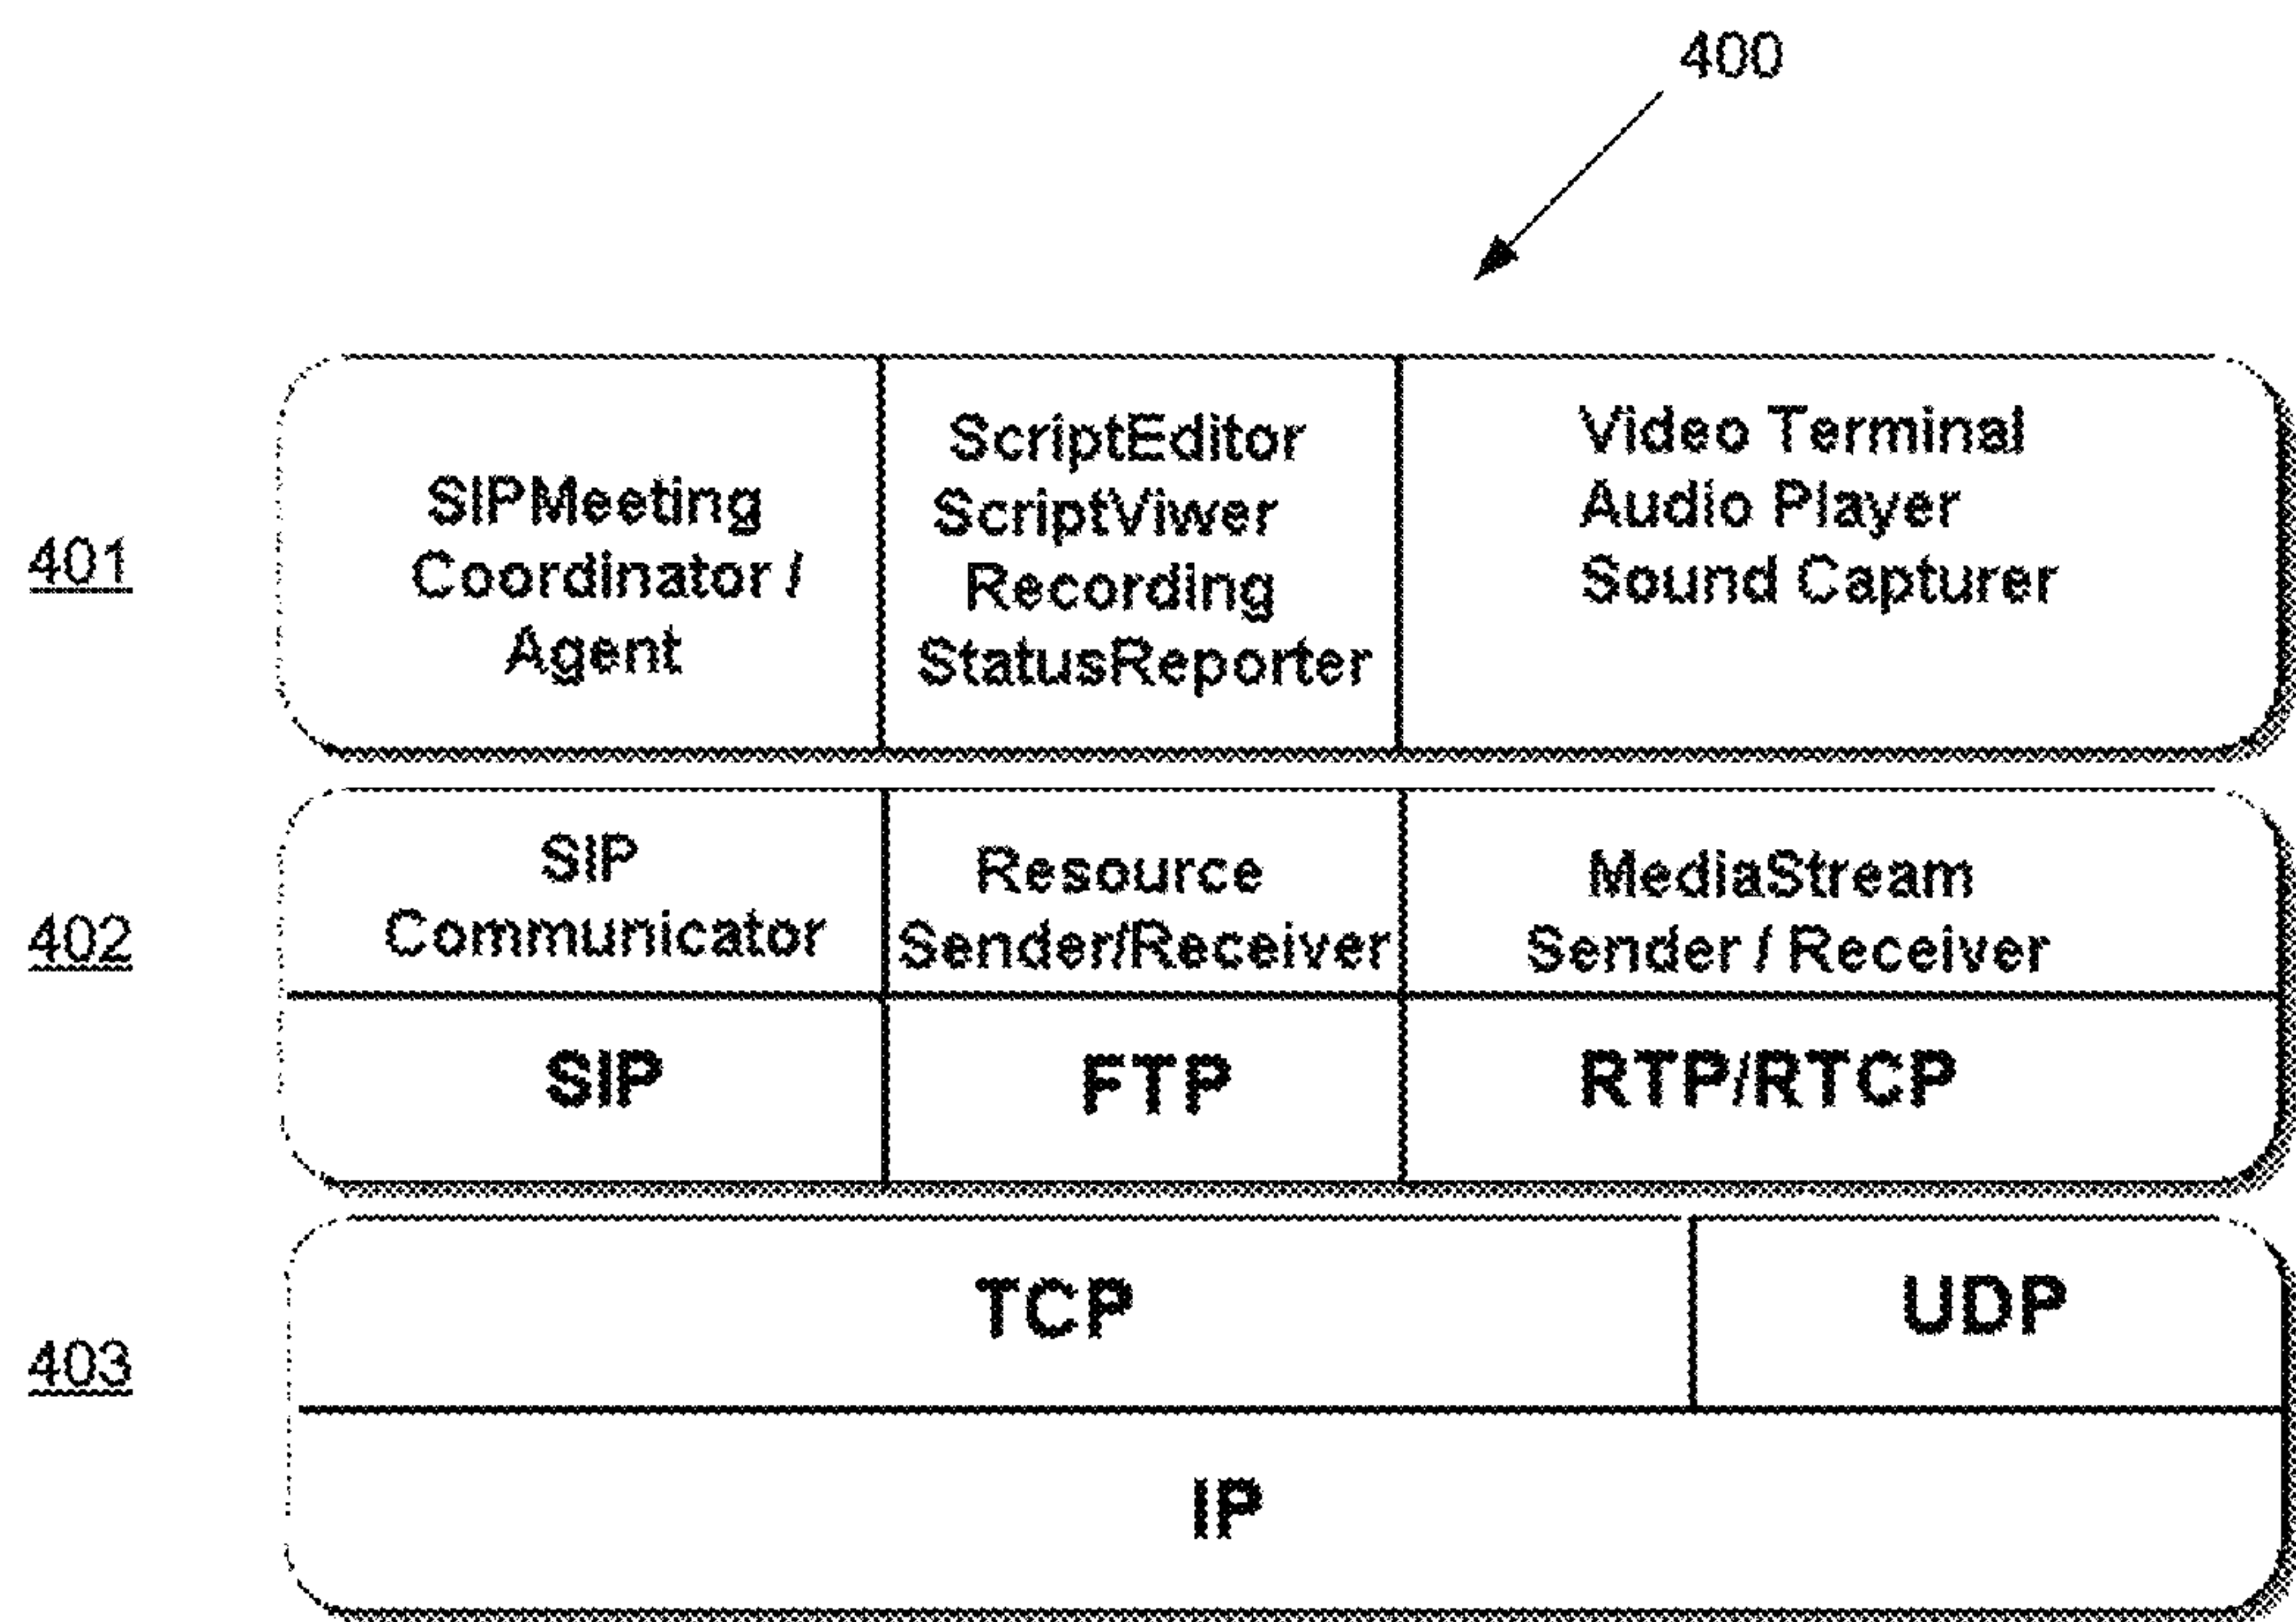 400
401
SIPMeeting
Coordinator /
Agent
ScriptEditor
ScriptViwer
Recording
StatusReporter
Video Terminal
Audio Player
Sound Capturer
402
SIP
Communicator
Resource
Sender/Receiver
MediaStream
Sender / Receiver
SIP
FTP
RTP/RTCP
403
TCP
UDP
IP